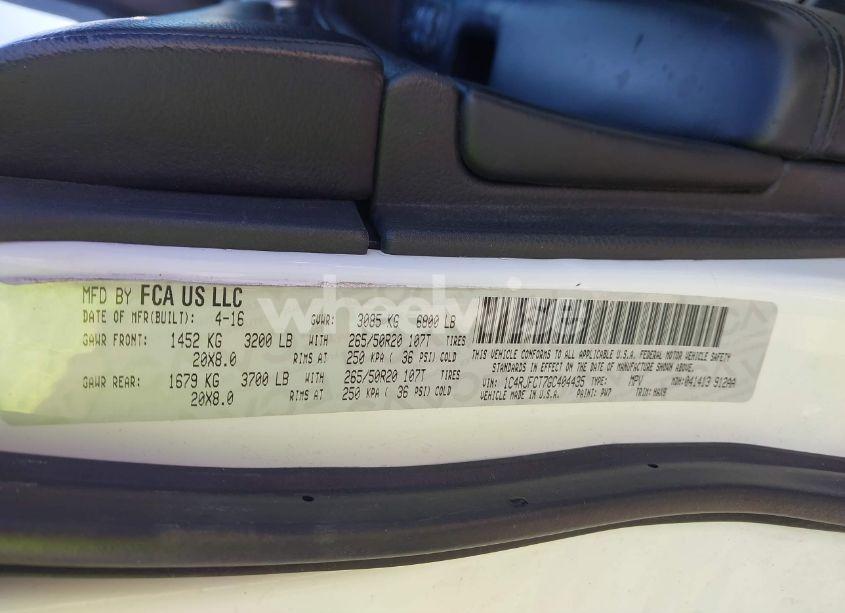 MFD BY FCA US LLC
DATE OF MFR(BUILT): 4-16 GVWR: 3085 KG 6800 LB
GAWR FRONT: 1452 KG 3200 LB WITH 265/50R20 107T TIRES
20X8.0 RIMS AT 250 KPA ( 36 PSI) COLD
GAWR REAR: 1679 KG 3700 LB WITH 265/50R20 107T TIRES
20X8.0 RIMS AT 250 KPA ( 36 PSI) COLD
THIS VEHICLE CONFORMS TO ALL APPLICABLE U.S.A. FEDERAL MOTOR VEHICLE SAFETY
STANDARDS IN EFFECT ON THE DATE OF MANUFACTURE SHOWN ABOVE.
VIN: 1C4RJFCT7GC404435 TYPE: MPV MDH: 041413 912AA
VEHICLE MADE IN U.S.A. PAINT: PW7 TRIM: